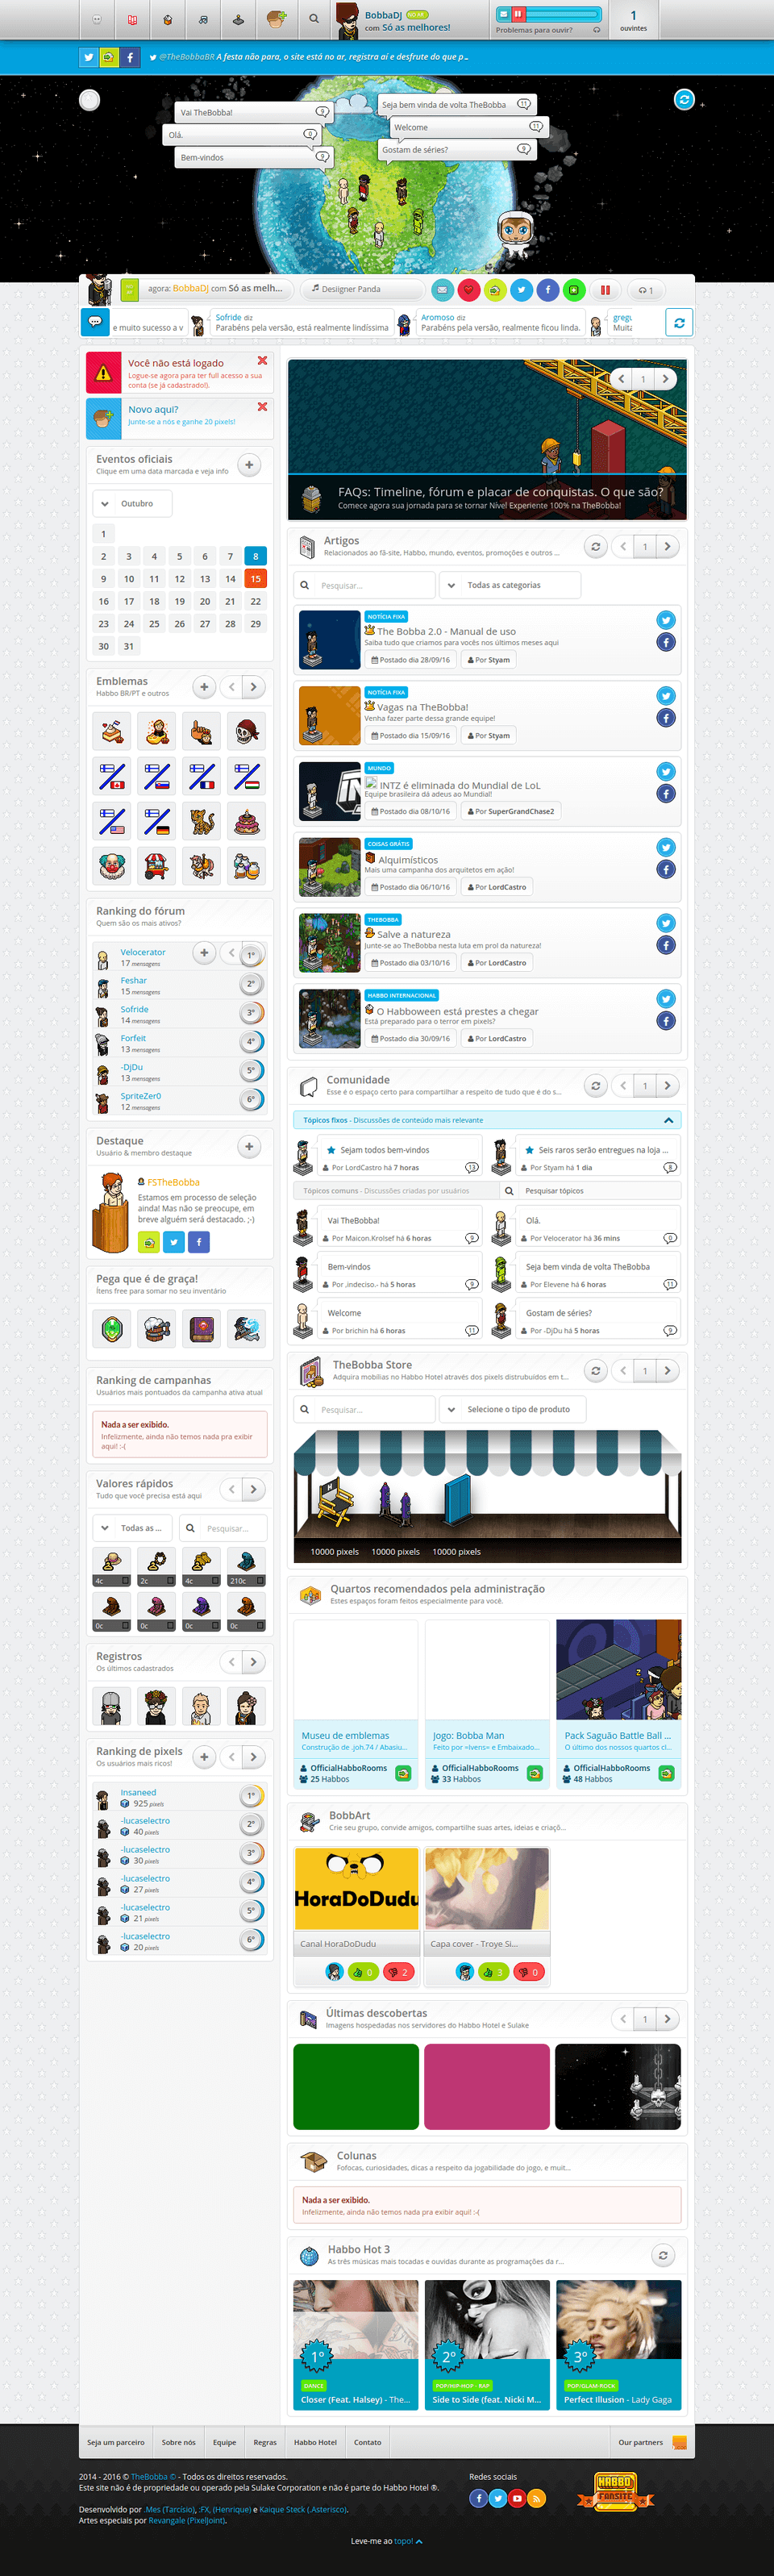 BobbaDJ
com Só as melhores!
Problemas para ouvir?
1
ouvintes
@TheBobbaBR A festa não para, o site está no ar, registra aí e desfrute do que p...
Vai TheBobba! 9
Olá. 0
Bem-vindos 9
Seja bem vinda de volta TheBobba 11
Welcome 11
Gostam de séries? 9
agora: BobbaDJ com Só as melh...
Desiigner Panda
1
e muito sucesso a v
Sofride diz
Parabéns pela versão, está realmente lindíssima
Aromoso diz
Parabéns pela versão, realmente ficou linda.
gregu
Muita
Você não está logado
Logue-se agora para ter full acesso a sua
conta (se já cadastrado!).
Novo aqui?
Junte-se a nós e ganhe 20 pixels!
Eventos oficiais
Clique em uma data marcada e veja info
Outubro
1
2 3 4 5 6 7 8
9 10 11 12 13 14 15
16 17 18 19 20 21 22
23 24 25 26 27 28 29
30 31
Emblemas
Habbo BR/PT e outros
Ranking do fórum
Quem são os mais ativos?
Velocerator
17 mensagens
1º
Feshar
15 mensagens
2º
Sofride
14 mensagens
3º
Forfeit
13 mensagens
4º
-DjDu
13 mensagens
5º
SpriteZer0
12 mensagens
6º
Destaque
Usuário & membro destaque
FSTheBobba
Estamos em processo de seleção
ainda! Mas não se preocupe, em
breve alguém será destacado. ;-)
Pega que é de graça!
Ítens free para somar no seu inventário
Ranking de campanhas
Usuários mais pontuados da campanha ativa atual
Nada a ser exibido.
Infelizmente, ainda não temos nada pra exibir
aqui! :-(
Valores rápidos
Tudo que você precisa está aqui
Todas as ...
Pesquisar...
4c 2c 4c 210c
0c 0c 0c 0c
Registros
Os últimos cadastrados
Ranking de pixels
Os usuários mais ricos!
Insaneed
925 pixels
1º
-lucaselectro
40 pixels
2º
-lucaselectro
30 pixels
3º
-lucaselectro
27 pixels
4º
-lucaselectro
21 pixels
5º
-lucaselectro
20 pixels
6º
1
FAQs: Timeline, fórum e placar de conquistas. O que são?
Comece agora sua jornada para se tornar Nível Experiente 100% na TheBobba!
Artigos
Relacionados ao fã-site, Habbo, mundo, eventos, promoções e outros ...
1
Pesquisar...
Todas as categorias
NOTÍCIA FIXA
The Bobba 2.0 - Manual de uso
Saiba tudo que criamos para vocês nos últimos meses aqui
Postado dia 28/09/16
Por Styam
NOTÍCIA FIXA
Vagas na TheBobba!
Venha fazer parte dessa grande equipe!
Postado dia 15/09/16
Por Styam
MUNDO
INTZ é eliminada do Mundial de LoL
Equipe brasileira dá adeus ao Mundial!
Postado dia 08/10/16
Por SuperGrandChase2
COISAS GRÁTIS
Alquimísticos
Mais uma campanha dos arquitetos em ação!
Postado dia 06/10/16
Por LordCastro
THEBOBBA
Salve a natureza
Junte-se ao TheBobba nesta luta em prol da natureza!
Postado dia 03/10/16
Por LordCastro
HABBO INTERNACIONAL
O Habboween está prestes a chegar
Está preparado para o terror em pixels?
Postado dia 30/09/16
Por LordCastro
Comunidade
Esse é o espaço certo para compartilhar a respeito de tudo que é do s...
1
Tópicos fixos - Discussões de conteúdo mais relevante
Sejam todos bem-vindos
Por LordCastro há 7 horas 13
Seis raros serão entregues na loja ...
Por Styam há 1 dia 8
Tópicos comuns - Discussões criadas por usuários
Pesquisar tópicos
Vai TheBobba!
Por Maicon.Krolsef há 6 horas 9
Olá.
Por Velocerator há 36 mins 0
Bem-vindos
Por .indeciso.- há 5 horas 9
Seja bem vinda de volta TheBobba
Por Elevene há 6 horas 11
Welcome
Por brichin há 6 horas 11
Gostam de séries?
Por -DjDu há 5 horas 9
TheBobba Store
Adquira mobílias no Habbo Hotel através dos pixels distribuídos em t...
1
Pesquisar...
Selecione o tipo de produto
10000 pixels 10000 pixels 10000 pixels
Quartos recomendados pela administração
Estes espaços foram feitos especialmente para você.
Museu de emblemas
Construção de .joh.74 / Abasiu...
OfficialHabboRooms
25 Habbos
Jogo: Bobba Man
Feito por =Ivens= e Embaixado...
OfficialHabboRooms
33 Habbos
Pack Saguão Battle Ball ...
O último dos nossos quartos cl...
OfficialHabboRooms
48 Habbos
BobbArt
Crie seu grupo, convide amigos, compartilhe suas artes, ideias e criaçõ...
HoraDoDudu
Canal HoraDoDudu
0 2
Capa cover - Troye Si...
3 0
Últimas descobertas
Imagens hospedadas nos servidores do Habbo Hotel e Sulake
1
Colunas
Fofocas, curiosidades, dicas a respeito da jogabilidade do jogo, e muit...
Nada a ser exibido.
Infelizmente, ainda não temos nada pra exibir aqui! :-(
Habbo Hot 3
As três músicas mais tocadas e ouvidas durante as programações da r...
1º
DANCE
Closer (Feat. Halsey) - The...
2º
POP/HIP-HOP - RAP
Side to Side (feat. Nicki M...
3º
POP/GLAM-ROCK
Perfect Illusion - Lady Gaga
Seja um parceiro
Sobre nós
Equipe
Regras
Habbo Hotel
Contato
Our partners
2014 - 2016 © TheBobba © - Todos os direitos reservados.
Este site não é de propriedade ou operado pela Sulake Corporation e não é parte do Habbo Hotel ®.
Desenvolvido por .Mes (Tarcísio), :FX, (Henrique) e Kaique Steck (.Asterisco).
Artes especiais por Revangale (PixelJoint).
Redes sociais
HABBO
FANSITE
Leve-me ao topo!